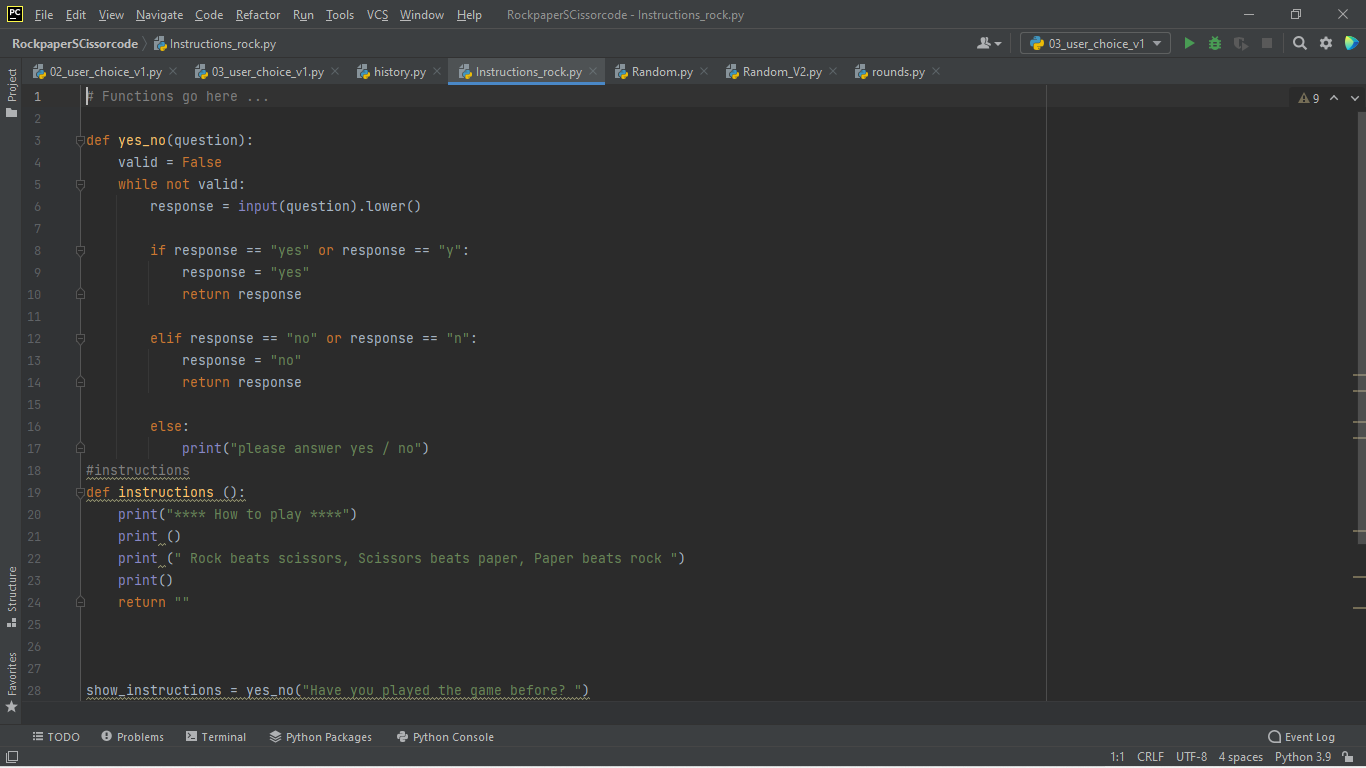 PC File Edit View Navigate Code Refactor Run Tools VCS Window Help RockpaperSCissorcode - Instructions_rock.py
RockpaperSCissorcode Instructions_rock.py 03_user_choice_v1
Project
02_user_choice_v1.py 03_user_choice_v1.py history.py Instructions_rock.py Random.py Random_V2.py rounds.py
9
1 # Functions go here ...
2
3 def yes_no(question):
4     valid = False
5     while not valid:
6         response = input(question).lower()
7
8         if response == "yes" or response == "y":
9             response = "yes"
10             return response
11
12         elif response == "no" or response == "n":
13             response = "no"
14             return response
15
16         else:
17             print("please answer yes / no")
18 #instructions
19 def instructions ():
20     print("**** How to play ****")
21     print ()
22     print (" Rock beats scissors, Scissors beats paper, Paper beats rock ")
23     print()
24     return ""
25
26
27
28 show_instructions = yes_no("Have you played the game before? ")
Structure
Favorites
TODO Problems Terminal Python Packages Python Console Event Log
1:1 CRLF UTF-8 4 spaces Python 3.9